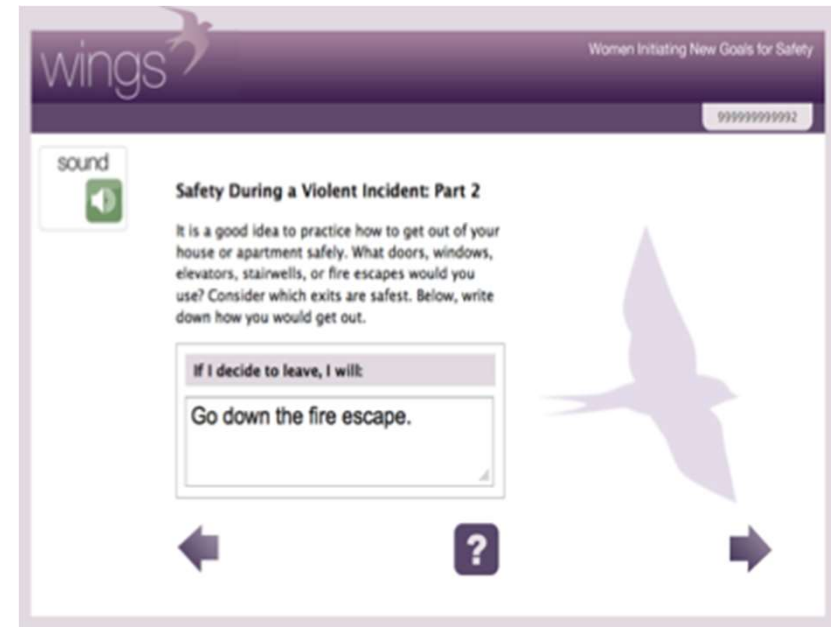 wings
Women Initiating New Goals for Safety
999999999992
sound
Safety During a Violent Incident: Part 2
It is a good idea to practice how to get out of your
house or apartment safely. What doors, windows,
elevators, stairwells, or fire escapes would you
use? Consider which exits are safest. Below, write
down how you would get out.
If I decide to leave, I will:
Go down the fire escape.
?